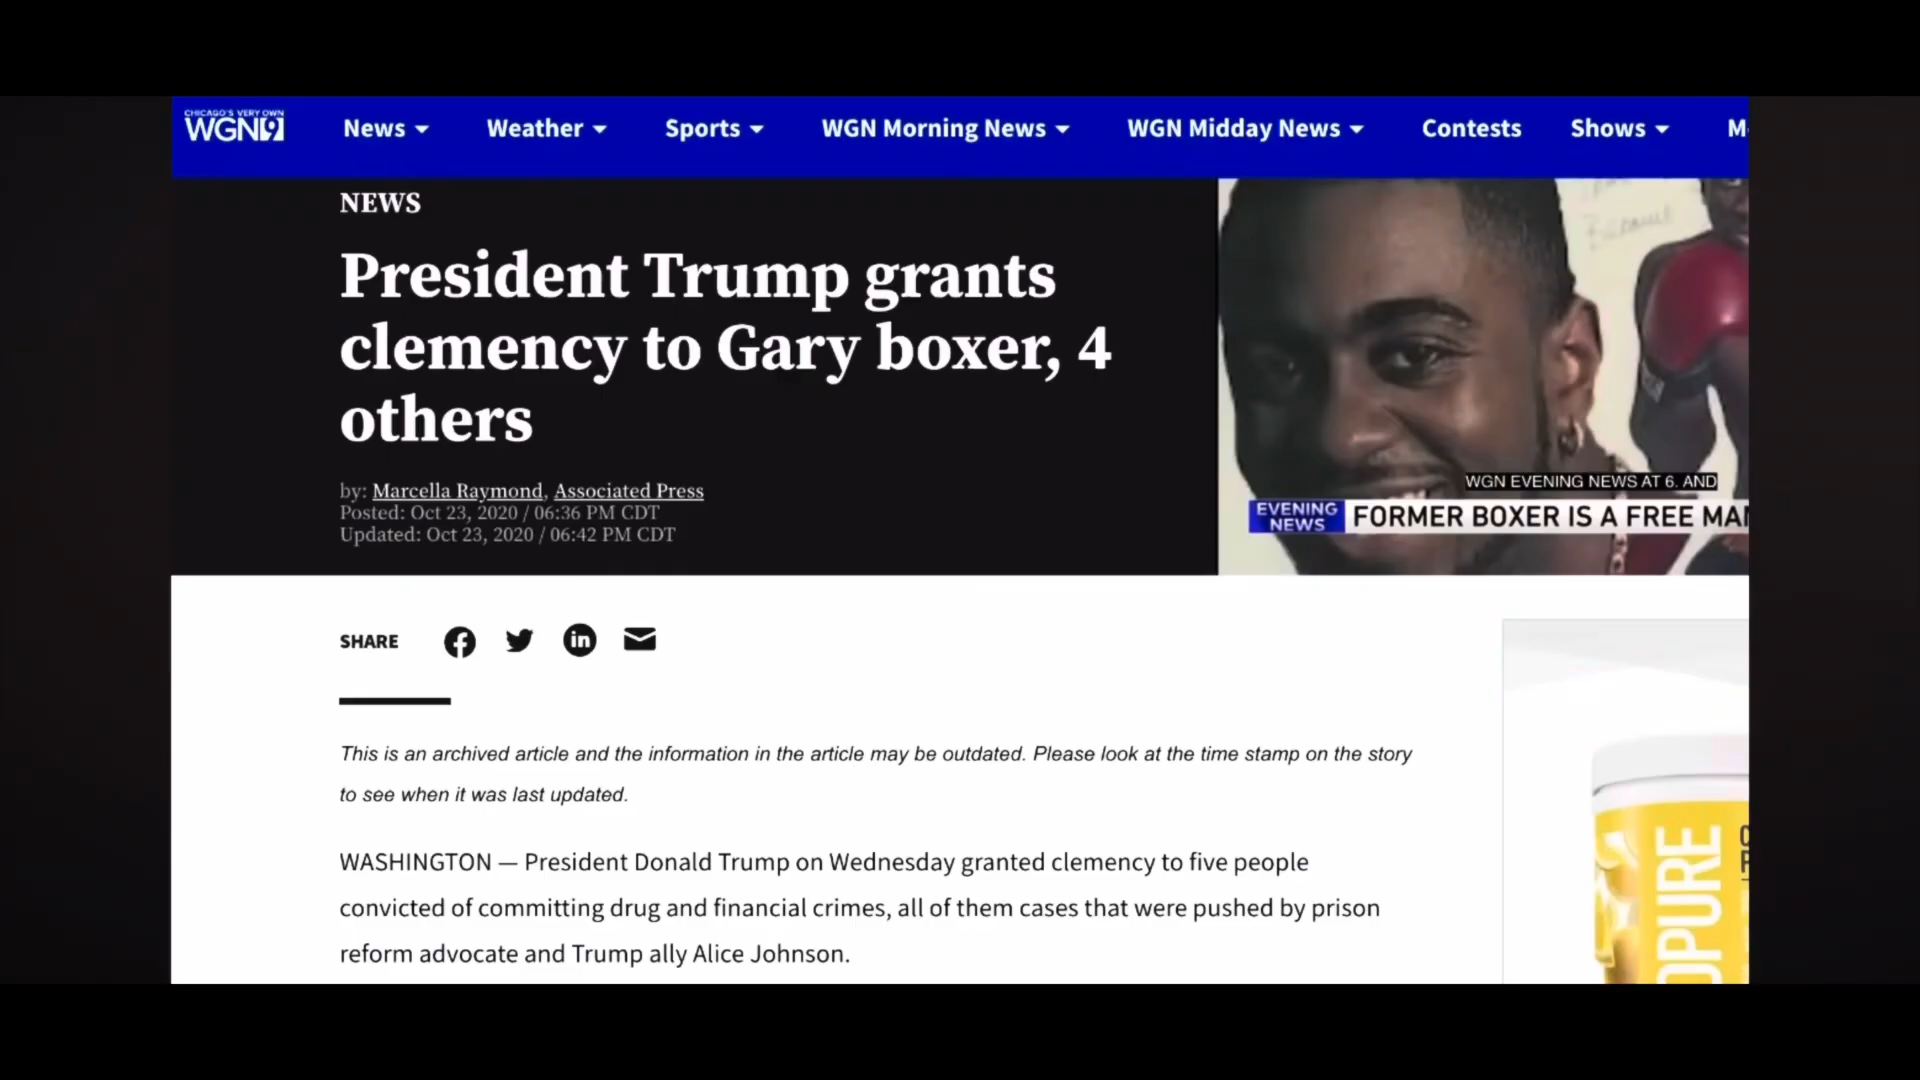 CHICAGO'S VERY OWN
WGN9
News
Weather
Sports
WGN Morning News
WGN Midday News
Contests
Shows
NEWS
President Trump grants
clemency to Gary boxer, 4
others
by: Marcella Raymond, Associated Press
Posted: Oct 23, 2020 / 06:36 PM CDT
Updated: Oct 23, 2020 / 06:42 PM CDT
WGN EVENING NEWS AT 6. AND
EVENING
NEWS
FORMER BOXER IS A FREE MAN
SHARE
This is an archived article and the information in the article may be outdated. Please look at the time stamp on the story
to see when it was last updated.
WASHINGTON — President Donald Trump on Wednesday granted clemency to five people
convicted of committing drug and financial crimes, all of them cases that were pushed by prison
reform advocate and Trump ally Alice Johnson.
OPURE